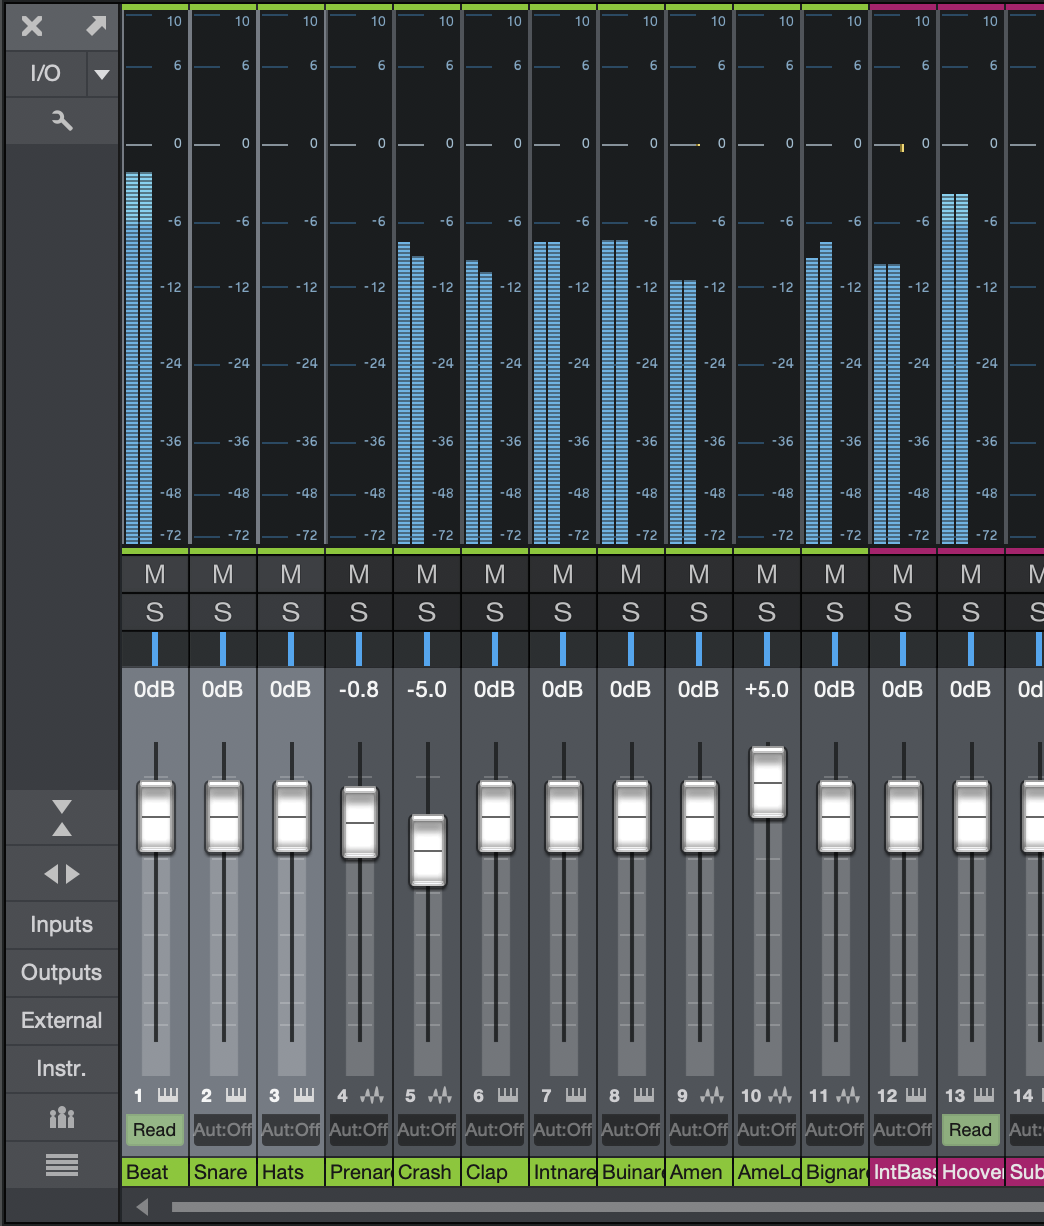 I/O
10 10 10 10 10 10 10 10 10 10 10 10 10
6 6 6 6 6 6 6 6 6 6 6 6 6
0 0 0 0 0 0 0 0 0 0 0 0 0
-6 -6 -6 -6 -6 -6 -6 -6 -6 -6 -6 -6 -6
-12 -12 -12 -12 -12 -12 -12 -12 -12 -12 -12 -12 -12
-24 -24 -24 -24 -24 -24 -24 -24 -24 -24 -24 -24 -24
-36 -36 -36 -36 -36 -36 -36 -36 -36 -36 -36 -36 -36
-48 -48 -48 -48 -48 -48 -48 -48 -48 -48 -48 -48 -48
-72 -72 -72 -72 -72 -72 -72 -72 -72 -72 -72 -72 -72
M M M M M M M M M M M M M M
S S S S S S S S S S S S S S
0dB 0dB 0dB -0.8 -5.0 0dB 0dB 0dB 0dB +5.0 0dB 0dB 0dB 0d
Inputs
Outputs
External
Instr.
1 2 3 4 5 6 7 8 9 10 11 12 13 14
Read Aut:Off Aut:Off Aut:Off Aut:Off Aut:Off Aut:Off Aut:Off Aut:Off Aut:Off Aut:Off Aut:Off Read Aut:
Beat Snare Hats Prenar Crash Clap Intnare Buinar Amen AmeLo Bignar IntBas Hoover Sub